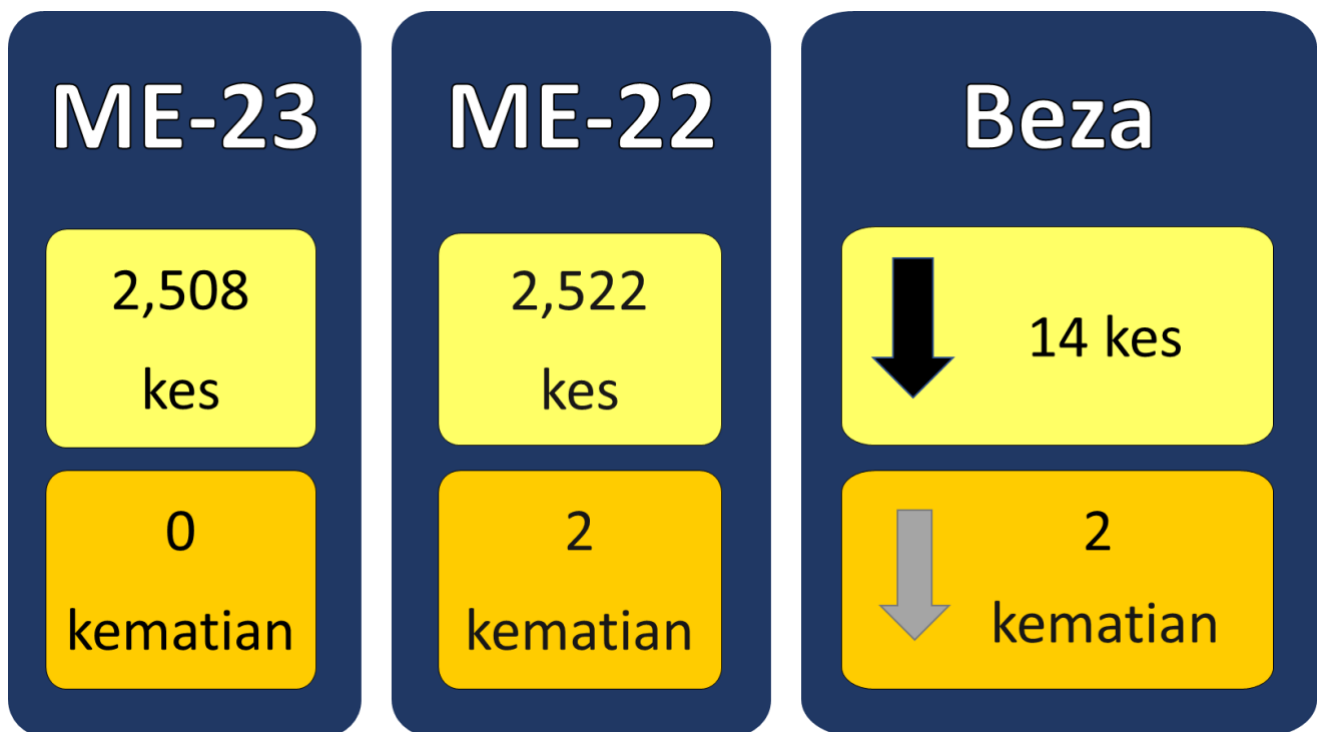 ME-23
2,508
kes
0
kematian
ME-22
2,522
kes
2
kematian
Beza
14 kes
2
kematian